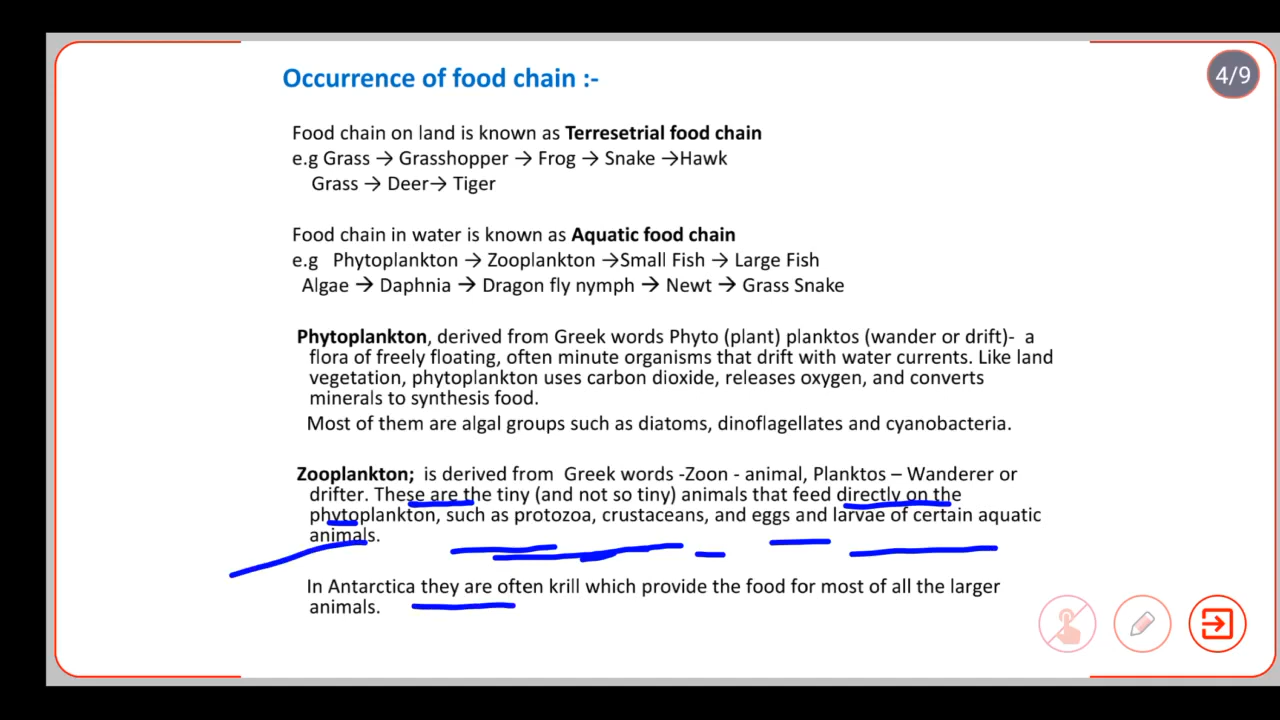 Occurrence of food chain :-
4/9
Food chain on land is known as Terresetrial food chain
e.g Grass → Grasshopper → Frog → Snake →Hawk
Grass → Deer→ Tiger
Food chain in water is known as Aquatic food chain
e.g Phytoplankton → Zooplankton →Small Fish → Large Fish
Algae → Daphnia → Dragon fly nymph → Newt → Grass Snake
Phytoplankton, derived from Greek words Phyto (plant) planktos (wander or drift)- a
flora of freely floating, often minute organisms that drift with water currents. Like land
vegetation, phytoplankton uses carbon dioxide, releases oxygen, and converts
minerals to synthesis food.
Most of them are algal groups such as diatoms, dinoflagellates and cyanobacteria.
Zooplankton; is derived from Greek words -Zoon - animal, Planktos – Wanderer or
drifter. These are the tiny (and not so tiny) animals that feed directly on the
phytoplankton, such as protozoa, crustaceans, and eggs and larvae of certain aquatic
animals.
In Antarctica they are often krill which provide the food for most of all the larger
animals.